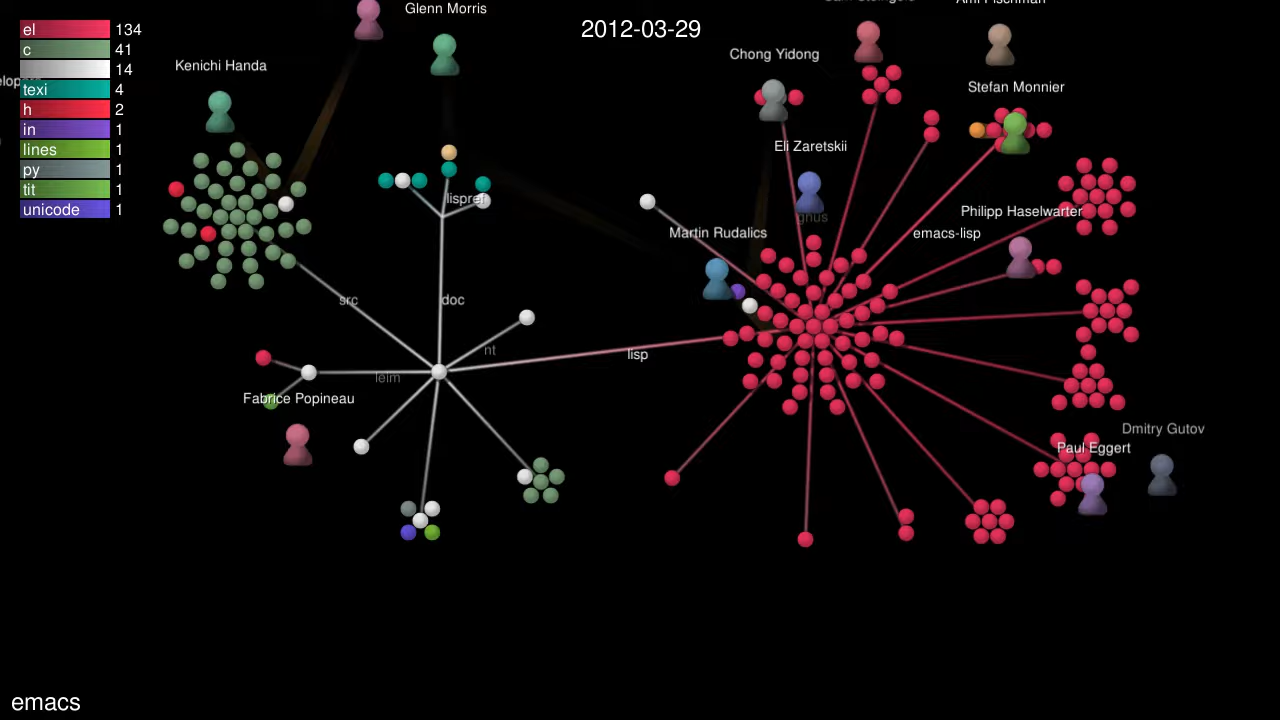 Glenn Morris
2012-03-29
el 134
c 41
14
texi 4
h 2
in 1
lines 1
py 1
tit 1
unicode 1
Kenichi Handa
Chong Yidong
Stefan Monnier
Eli Zaretskii
lispref
gnus
Philipp Haselwarter
Martin Rudalics
emacs-lisp
src
doc
nt
lisp
leim
Fabrice Popineau
Dmitry Gutov
Paul Eggert
emacs